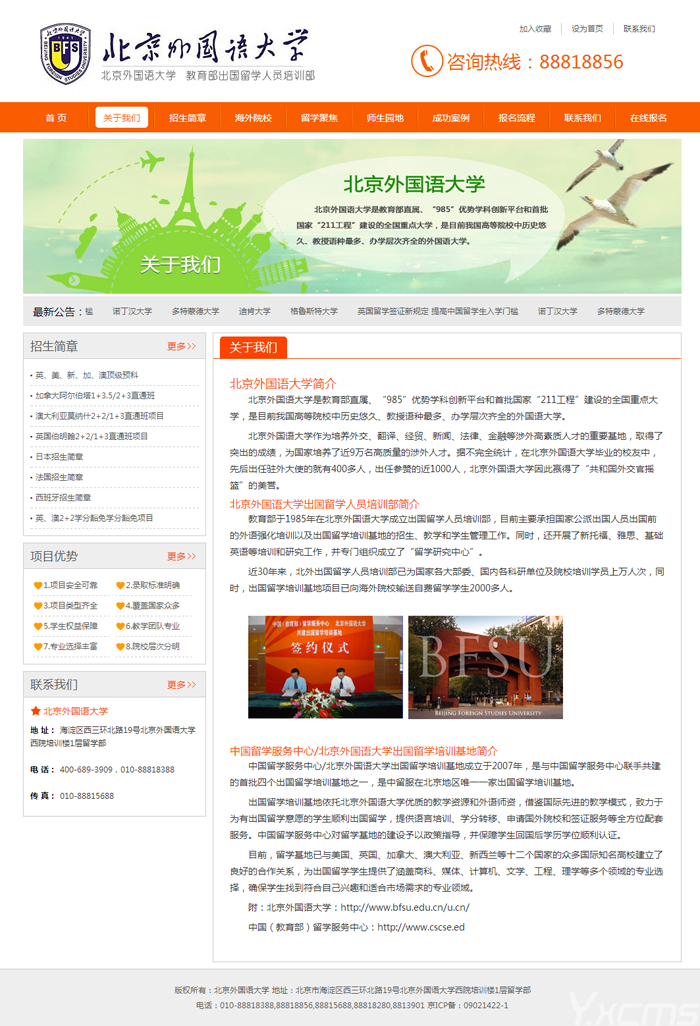 加入收藏 设为首页 联系我们
BFS
1941
北京外国语大学
北京外国语大学 教育部出国留学人员培训部
咨询热线：88818856
首 页 关于我们 招生简章 海外院校 留学聚焦 师生园地 成功案例 报名流程 联系我们 在线报名
北京外国语大学
北京外国语大学是教育部直属、“985”优势学科创新平台和首批
国家“211工程”建设的全国重点大学，是目前我国高等院校中历史悠
久、教授语种最多、办学层次齐全的外国语大学。
关于我们
最新公告：槛 诺丁汉大学 多特蒙德大学 迪肯大学 格鲁斯特大学 英国留学签证新规定 提高中国留学生入学门槛 诺丁汉大学 多特蒙德大学
招生简章 更多>>
英、美、新、加、澳顶级预科
加拿大阿尔伯塔1+3.5/2+3直通班
澳大利亚莫纳什2+2/1+3直通班项目
英国伯明翰2+2/1+3直通班项目
日本招生简章
法国招生简章
西班牙招生简章
英、澳2+2学分豁免学分豁免项目
项目优势 更多>>
1.项目安全可靠 2.录取标准明确
3.项目类型齐全 4.覆盖国家众多
5.学生权益保障 6.教学团队专业
7.专业选择丰富 8.院校层次分明
联系我们 更多>>
北京外国语大学
地 址： 海淀区西三环北路19号北京外国语大学
西院培训楼1层留学部
电 话： 400-689-3909，010-88818388
传 真： 010-88815688
关于我们
北京外国语大学简介
北京外国语大学是教育部直属、“985”优势学科创新平台和首批国家“211工程”建设的全国重点大
学，是目前我国高等院校中历史悠久、教授语种最多、办学层次齐全的外国语大学。
北京外国语大学作为培养外交、翻译、经贸、新闻、法律、金融等涉外高素质人才的重要基地，取得了
突出的成绩，为国家培养了近9万名高质量的涉外人才。据不完全统计，在北京外国语大学毕业的校友中，
先后出任驻外大使的就有400多人，出任参赞的近1000人，北京外国语大学因此赢得了“共和国外交官摇
篮”的美誉。
北京外国语大学出国留学人员培训部简介
教育部于1985年在北京外国语大学成立出国留学人员培训部，目前主要承担国家公派出国人员出国前
的外语强化培训以及出国留学培训基地的招生、教学和学生管理工作。同时，还开展了新托福、雅思、基础
英语等培训和研究工作，并专门组织成立了“留学研究中心”。
近30年来，北外出国留学人员培训部已为国家各大部委、国内各科研单位及院校培训学员上万人次，同
时，出国留学培训基地项目已向海外院校输送自费留学学生2000多人。
中国（教育部）留学服务中心 北京外国语大学
共建出国留学培训基地
签约仪式
BFSU
BEIJING FOREIGN STUDIES UNIVERSITY
中国留学服务中心/北京外国语大学出国留学培训基地简介
中国留学服务中心/北京外国语大学出国留学培训基地成立于2007年，是与中国留学服务中心联手共建
的首批四个出国留学培训基地之一，是中留服在北京地区唯一一家出国留学培训基地。
出国留学培训基地依托北京外国语大学优质的教学资源和外语师资，借鉴国际先进的教学模式，致力于
为有出国留学意愿的学生顺利出国留学，提供语言培训、学分转移、申请国外院校和签证服务等全方位配套
服务。中国留学服务中心对留学基地的建设予以政策指导，并保障学生回国后学历学位顺利认证。
目前，留学基地已与美国、英国、加拿大、澳大利亚、新西兰等十二个国家的众多国际知名高校建立了
良好的合作关系，为出国留学学生提供了涵盖商科、媒体、计算机、文学、工程、理学等多个领域的专业选
择，确保学生找到符合自己兴趣和适合市场需求的专业领域。
附：北京外国语大学：http://www.bfsu.edu.cn/u.cn/
中国（教育部）留学服务中心：http://www.cscse.ed
版权所有：北京外国语大学 地址：北京市海淀区西三环北路19号北京外国语大学西院培训楼1层留学部
电话：010-88818388,88818856,88815688,88818280,8813901 京ICP备：09021422-1
Yxcms